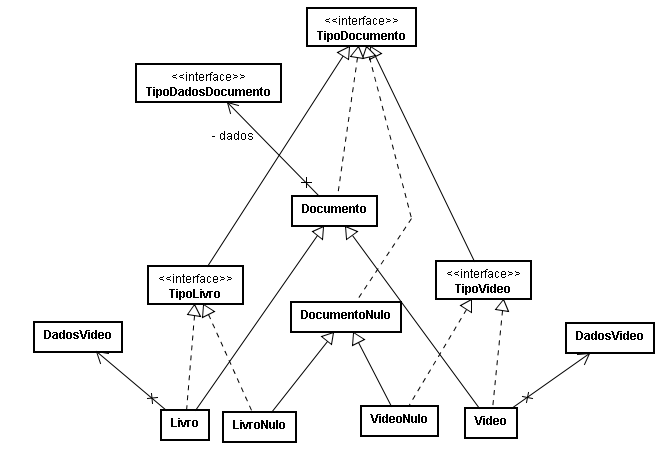 <<interface>>
TipoDocumento
<<interface>>
TipoDadosDocumento
- dados
Documento
<<interface>>
TipoLivro
<<interface>>
TipoVideo
DocumentoNulo
DadosVideo
DadosVideo
Livro
LivroNulo
VideoNulo
Video